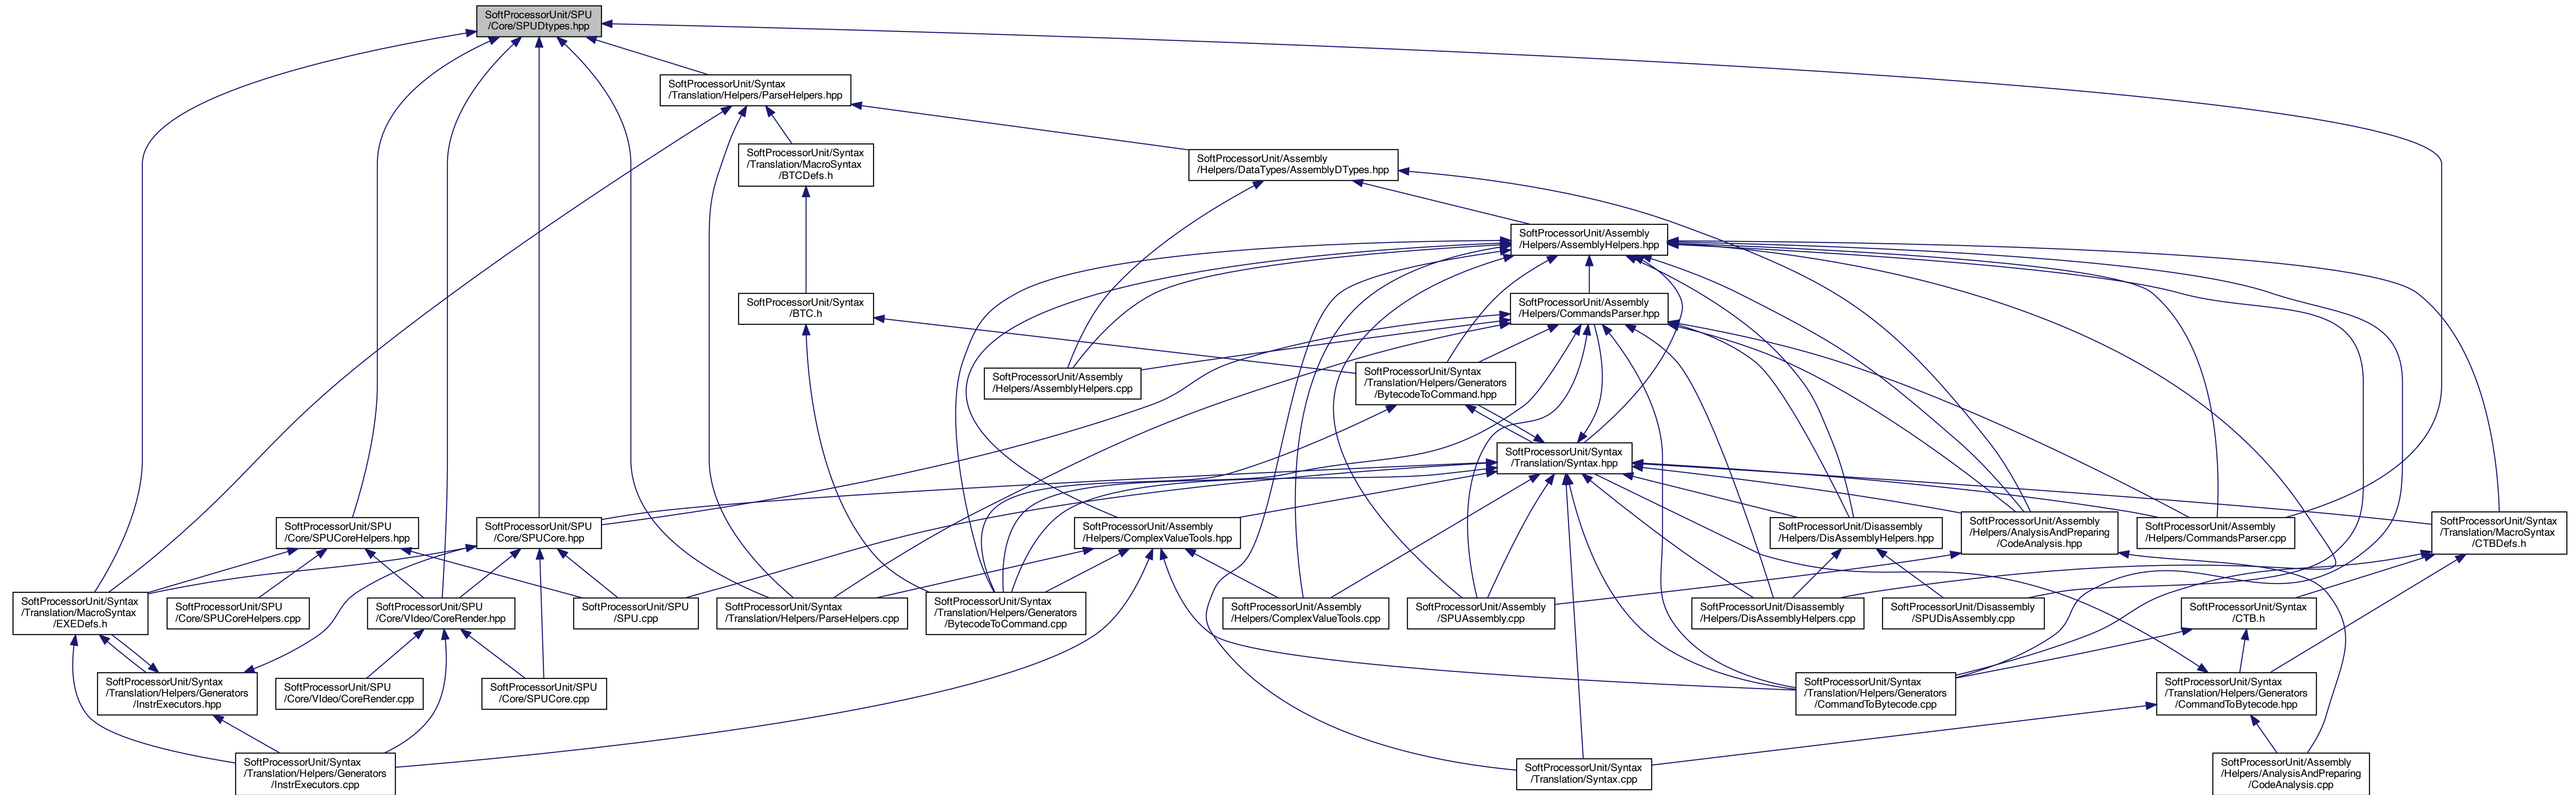 SoftProcessorUnit/SPU
/Core/SPUDtypes.hpp
SoftProcessorUnit/Syntax
/Translation/Helpers/ParseHelpers.hpp
SoftProcessorUnit/Syntax
/Translation/MacroSyntax
/BTCDefs.h
SoftProcessorUnit/Assembly
/Helpers/DataTypes/AssemblyDTypes.hpp
SoftProcessorUnit/Assembly
/Helpers/AssemblyHelpers.hpp
SoftProcessorUnit/Syntax
/BTC.h
SoftProcessorUnit/Assembly
/Helpers/CommandsParser.hpp
SoftProcessorUnit/Assembly
/Helpers/AssemblyHelpers.cpp
SoftProcessorUnit/Syntax
/Translation/Helpers/Generators
/BytecodeToCommand.hpp
SoftProcessorUnit/Syntax
/Translation/Syntax.hpp
SoftProcessorUnit/SPU
/Core/SPUCoreHelpers.hpp
SoftProcessorUnit/SPU
/Core/SPUCore.hpp
SoftProcessorUnit/Assembly
/Helpers/ComplexValueTools.hpp
SoftProcessorUnit/Disassembly
/Helpers/DisAssemblyHelpers.hpp
SoftProcessorUnit/Assembly
/Helpers/AnalysisAndPreparing
/CodeAnalysis.hpp
SoftProcessorUnit/Assembly
/Helpers/CommandsParser.cpp
SoftProcessorUnit/Syntax
/Translation/MacroSyntax
/CTBDefs.h
SoftProcessorUnit/Syntax
/Translation/MacroSyntax
/EXEDefs.h
SoftProcessorUnit/SPU
/Core/SPUCoreHelpers.cpp
SoftProcessorUnit/SPU
/Core/VIdeo/CoreRender.hpp
SoftProcessorUnit/SPU
/SPU.cpp
SoftProcessorUnit/Syntax
/Translation/Helpers/ParseHelpers.cpp
SoftProcessorUnit/Syntax
/Translation/Helpers/Generators
/BytecodeToCommand.cpp
SoftProcessorUnit/Assembly
/Helpers/ComplexValueTools.cpp
SoftProcessorUnit/Assembly
/SPUAssembly.cpp
SoftProcessorUnit/Disassembly
/Helpers/DisAssemblyHelpers.cpp
SoftProcessorUnit/Disassembly
/SPUDisAssembly.cpp
SoftProcessorUnit/Syntax
/CTB.h
SoftProcessorUnit/Syntax
/Translation/Helpers/Generators
/InstrExecutors.hpp
SoftProcessorUnit/SPU
/Core/VIdeo/CoreRender.cpp
SoftProcessorUnit/SPU
/Core/SPUCore.cpp
SoftProcessorUnit/Syntax
/Translation/Helpers/Generators
/CommandToBytecode.cpp
SoftProcessorUnit/Syntax
/Translation/Helpers/Generators
/CommandToBytecode.hpp
SoftProcessorUnit/Syntax
/Translation/Helpers/Generators
/InstrExecutors.cpp
SoftProcessorUnit/Syntax
/Translation/Syntax.cpp
SoftProcessorUnit/Assembly
/Helpers/AnalysisAndPreparing
/CodeAnalysis.cpp